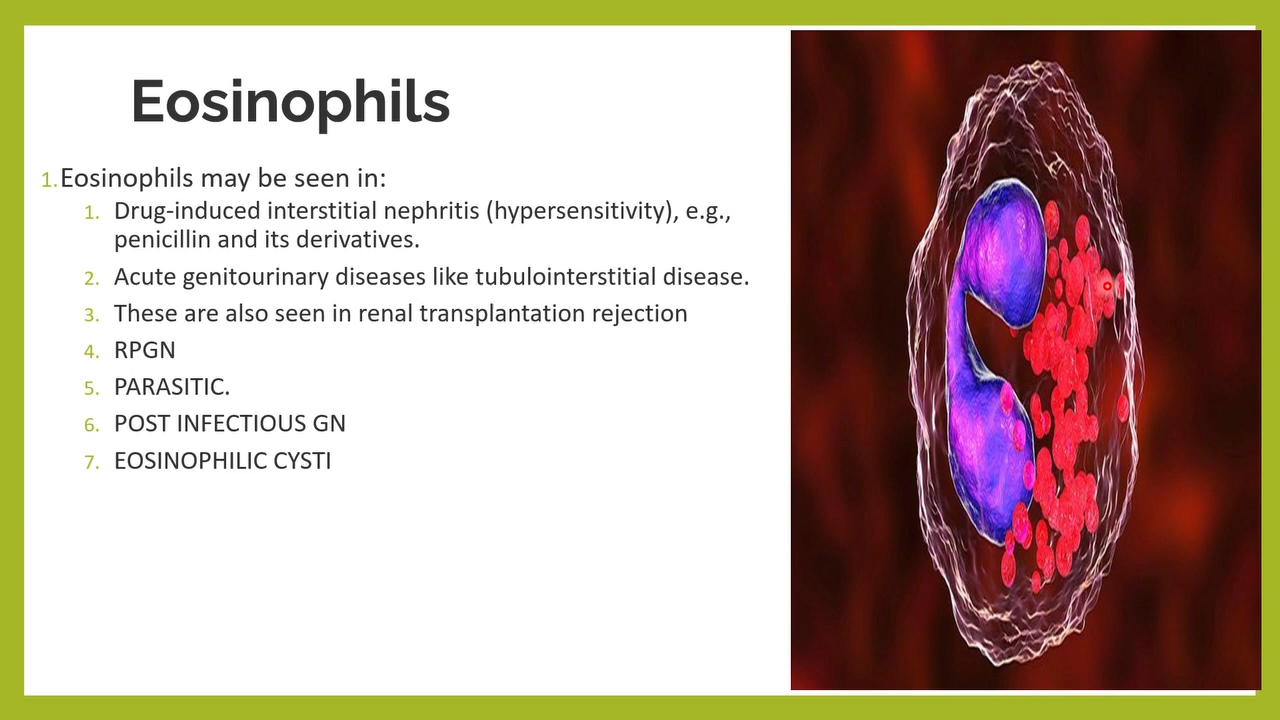 Eosinophils
1. Eosinophils may be seen in:
1. Drug-induced interstitial nephritis (hypersensitivity), e.g.,
penicillin and its derivatives.
2. Acute genitourinary diseases like tubulointerstitial disease.
3. These are also seen in renal transplantation rejection
4. RPGN
5. PARASITIC.
6. POST INFECTIOUS GN
7. EOSINOPHILIC CYSTI